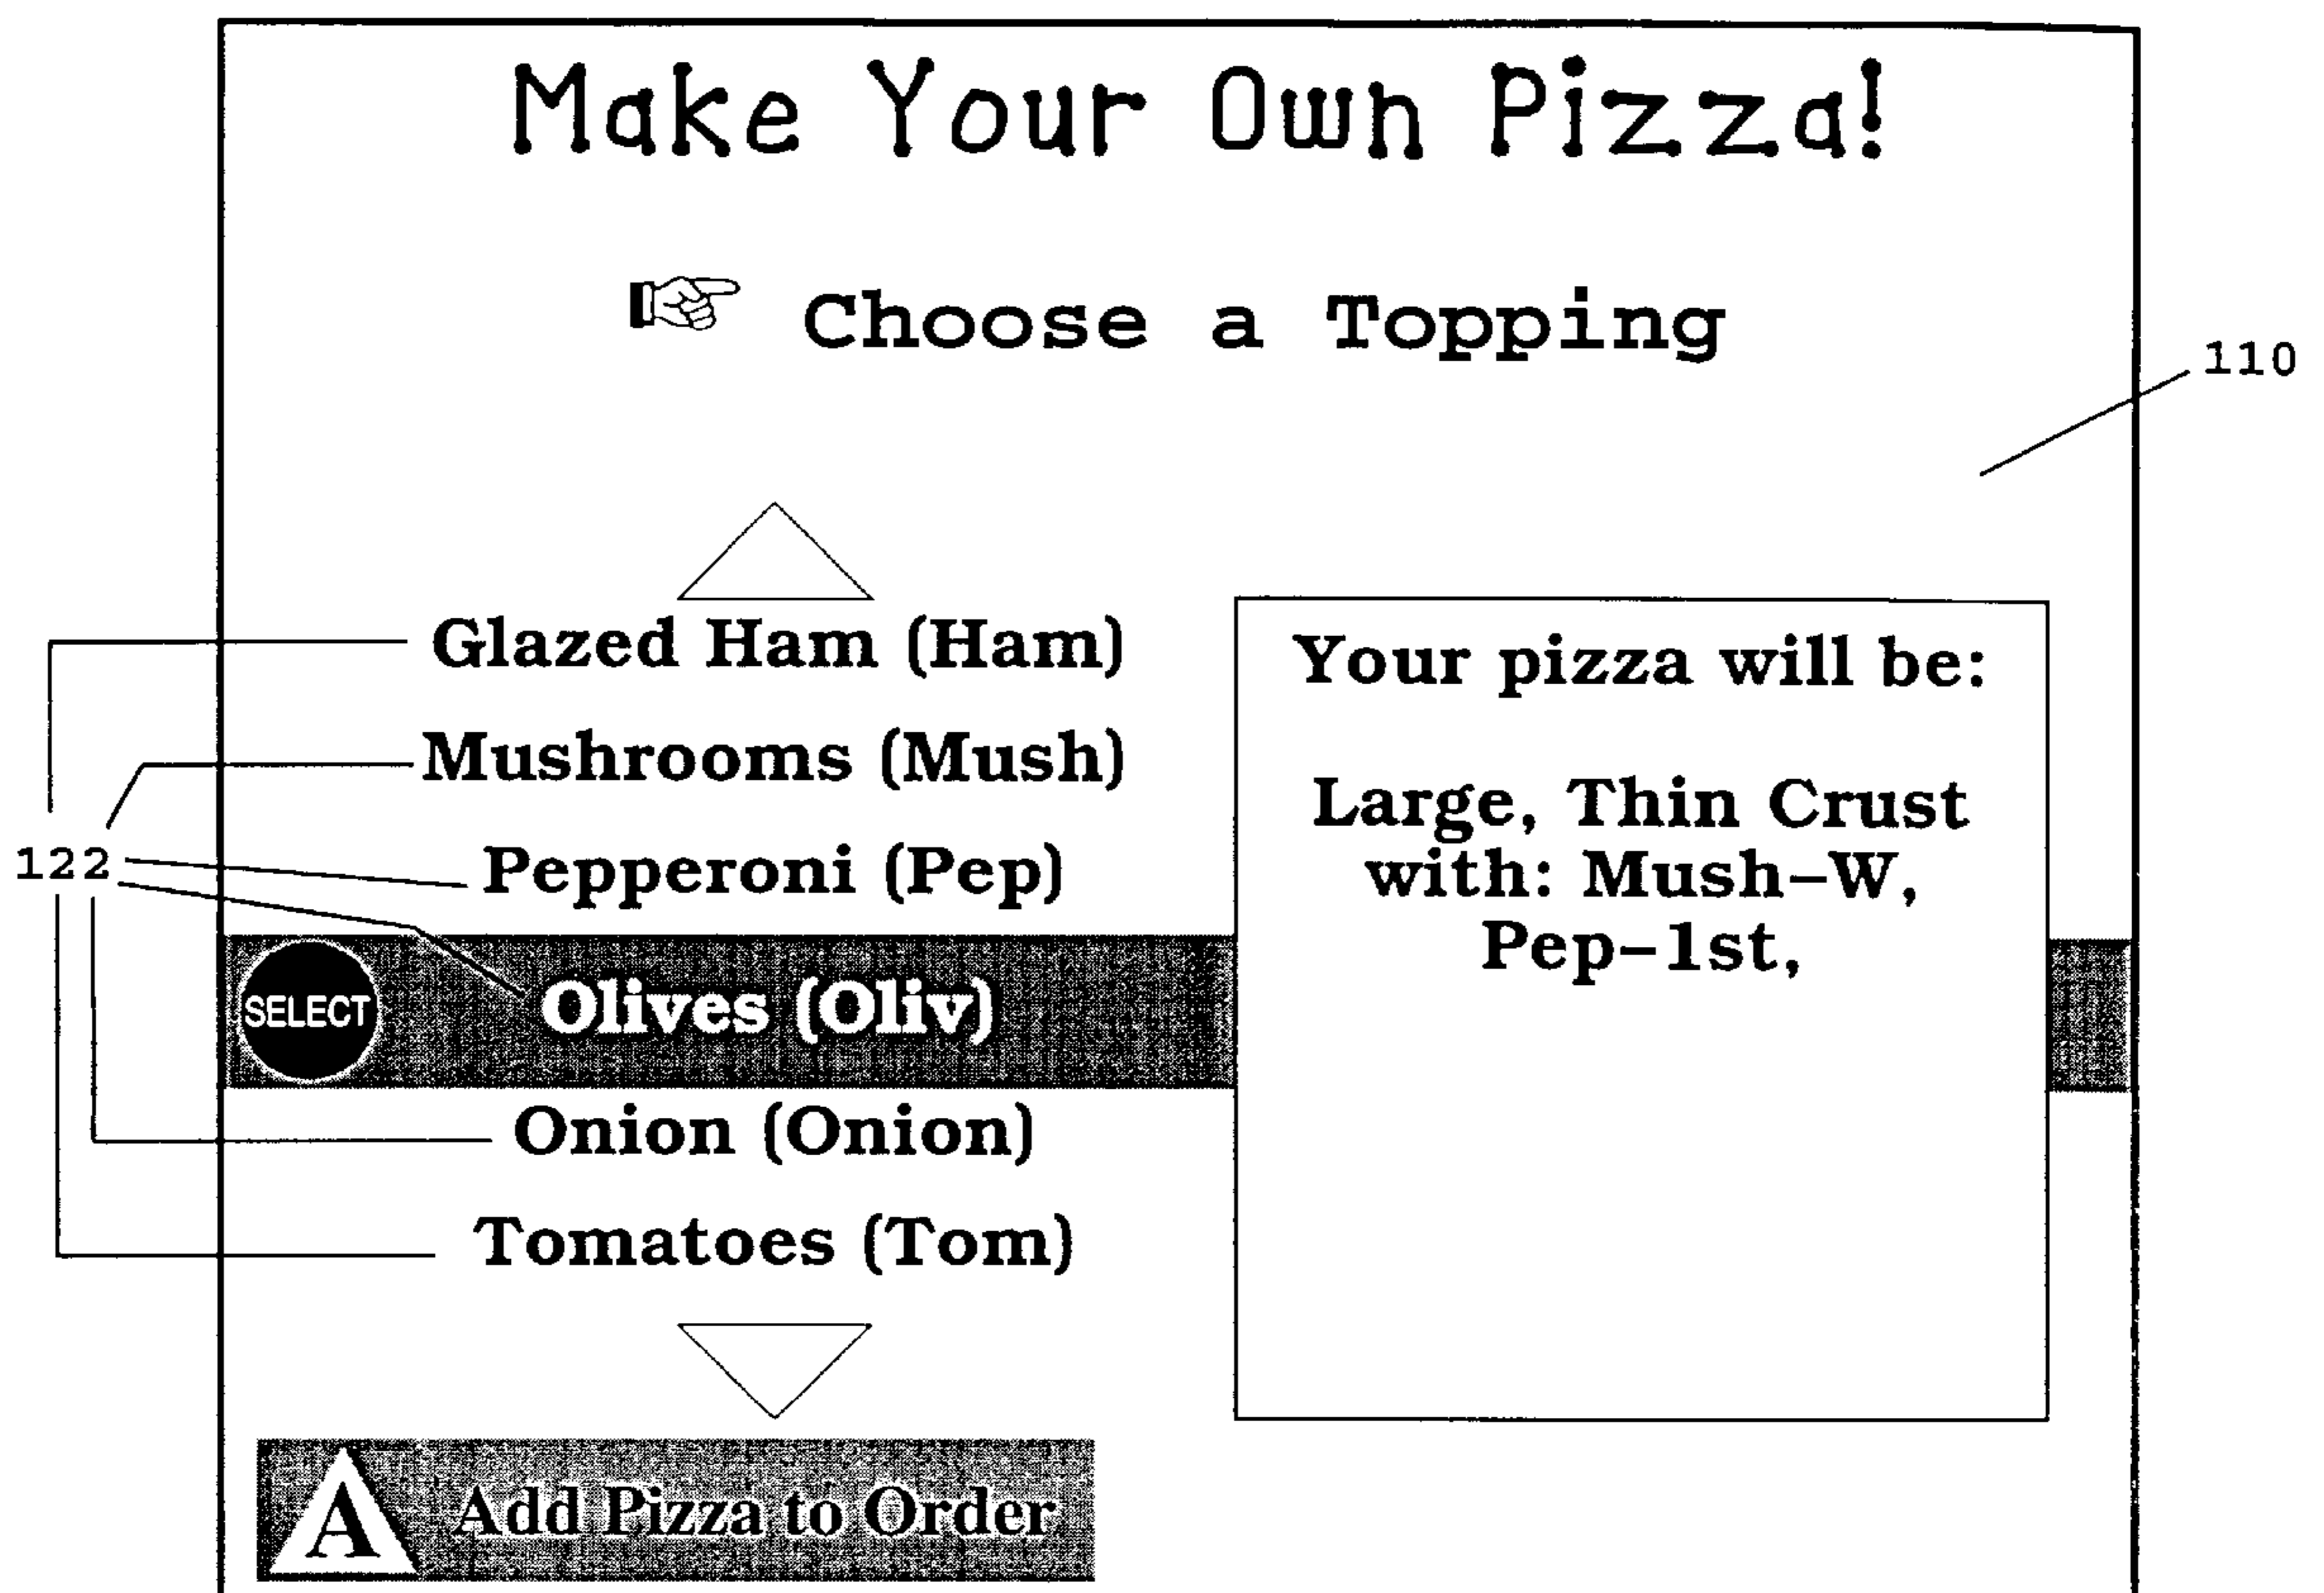 Make Your Own Pizza!
☞ Choose a Topping
110
Glazed Ham (Ham)
Mushrooms (Mush)
Pepperoni (Pep)
122
SELECT Olives (Oliv)
Onion (Onion)
Tomatoes (Tom)
A Add Pizza to Order
Your pizza will be:
Large, Thin Crust
with: Mush-W,
Pep-1st,